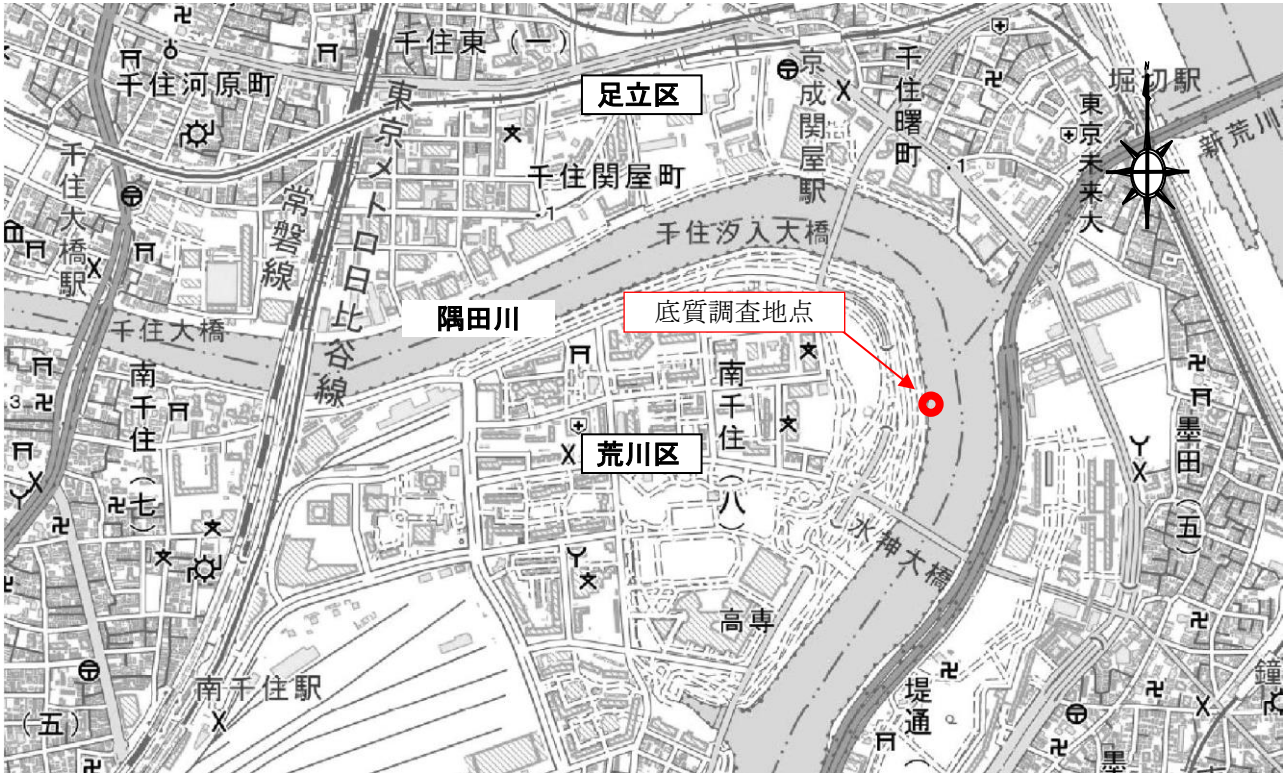 千住東(一)
足立区
千住河原町
東京メトロ日比谷線
常磐線
千住大橋駅
千住関屋町
・1
京成関屋駅
千住曙町
・1
堀切駅
東京未来大
新荒川
千住汐入大橋
隅田川
底質調査地点
千住大橋
3
南千住(七)
南千住(八)
荒川区
水神大橋
墨田(五)
高専
南千住駅
(五)
堤通(
鐘
墨